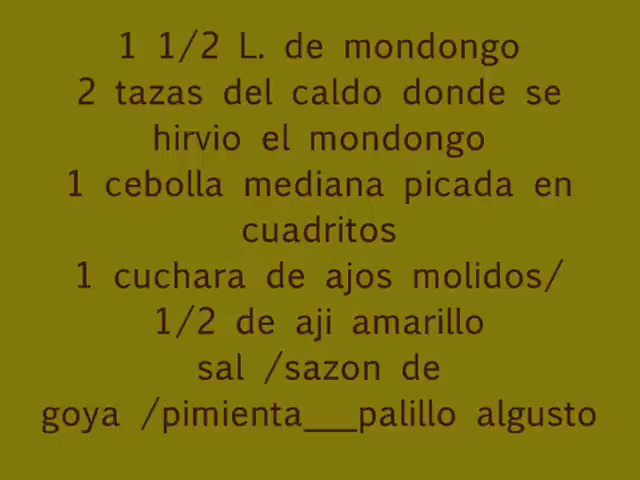 1 1/2 L. de mondongo
2 tazas del caldo donde se
hirvio el mondongo
1 cebolla mediana picada en
cuadritos
1 cuchara de ajos molidos/
1/2 de aji amarillo
sal /sazon de
goya /pimienta___palillo algusto